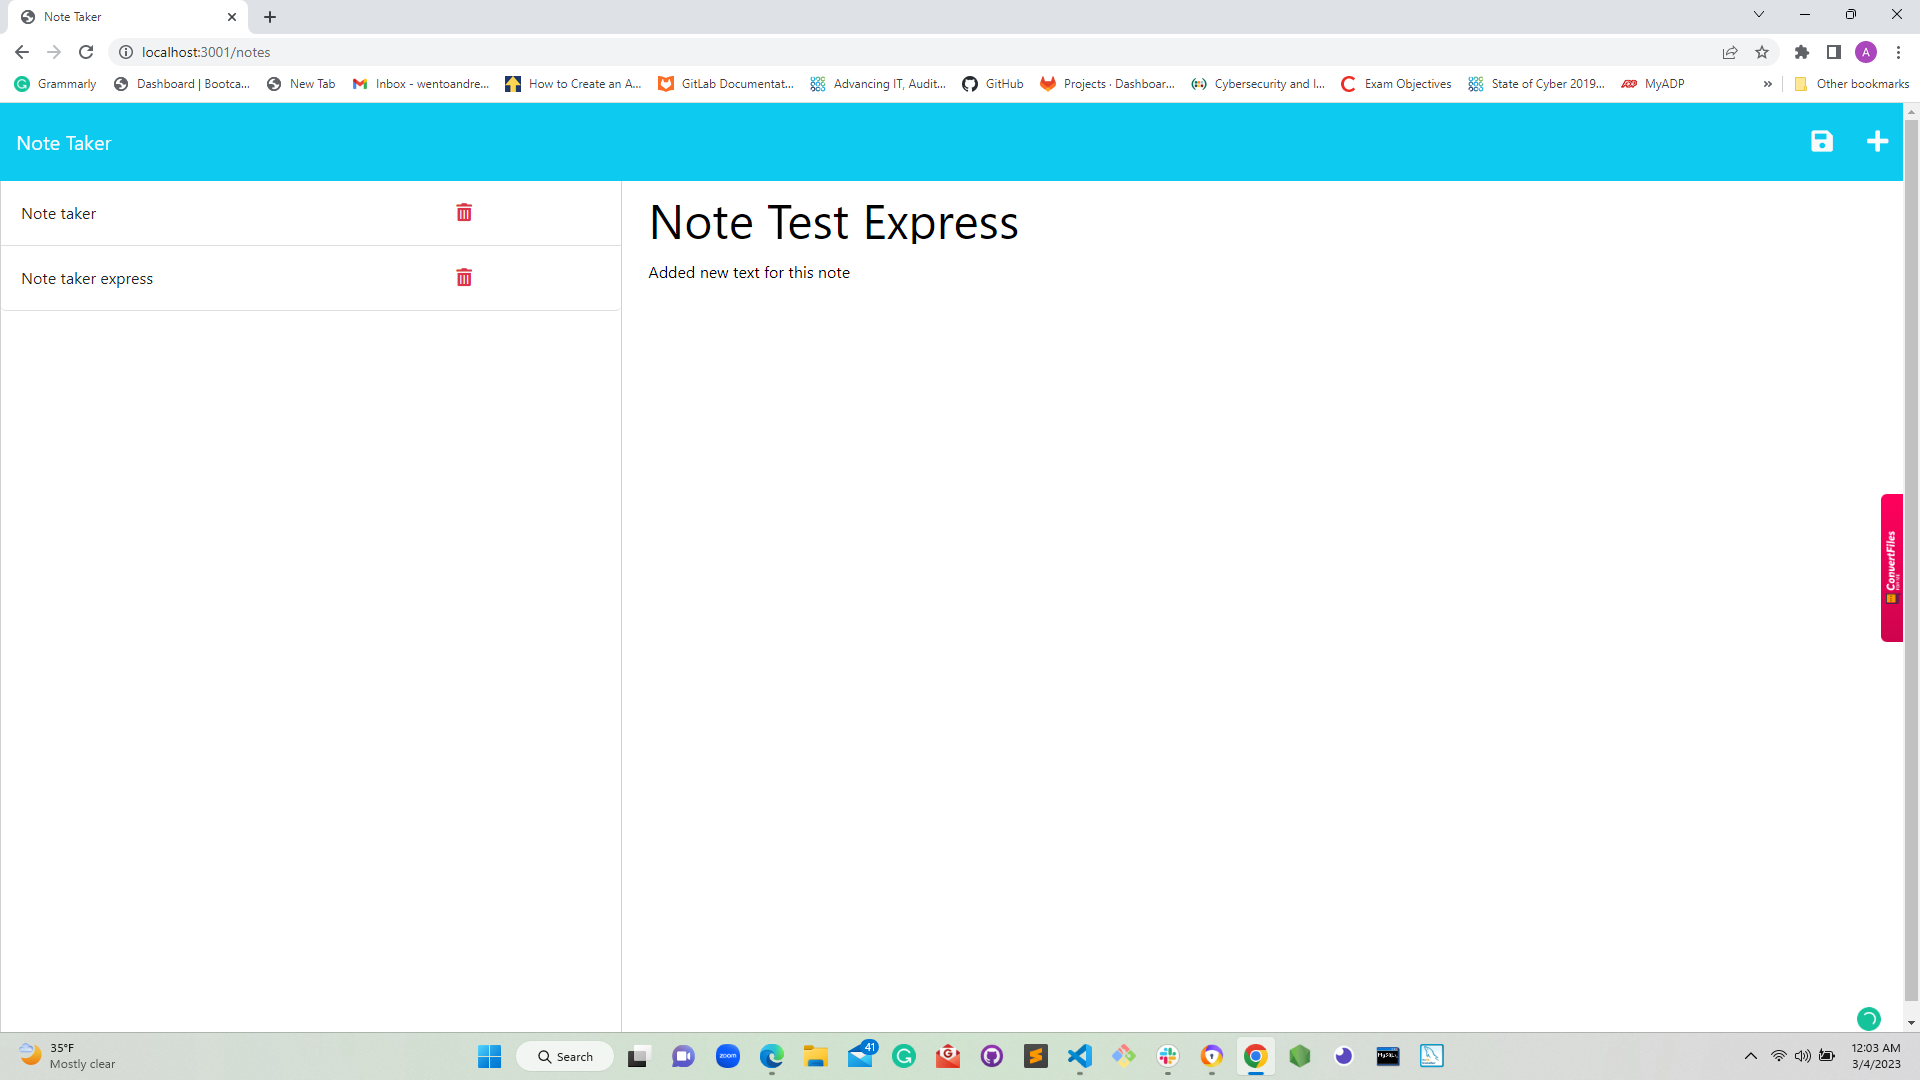 Note Taker
localhost:3001/notes
A
Grammarly
Dashboard | Bootca...
New Tab
Inbox - wentoandre...
How to Create an A...
GitLab Documentat...
Advancing IT, Audit...
GitHub
Projects · Dashboar...
Cybersecurity and I...
Exam Objectives
State of Cyber 2019...
MyADP
»
Other bookmarks
Note Taker
Note taker
Note taker express
Note Test Express
Added new text for this note
ConvertFiles
35°F
Mostly clear
Search
zoom
41
12:03 AM
3/4/2023